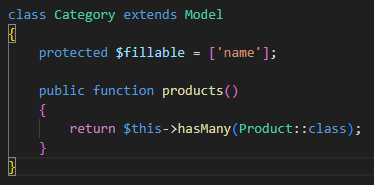 class Category extends Model
{
    protected $fillable = ['name'];

    public function products()
    {
        return $this->hasMany(Product::class);
    }
}